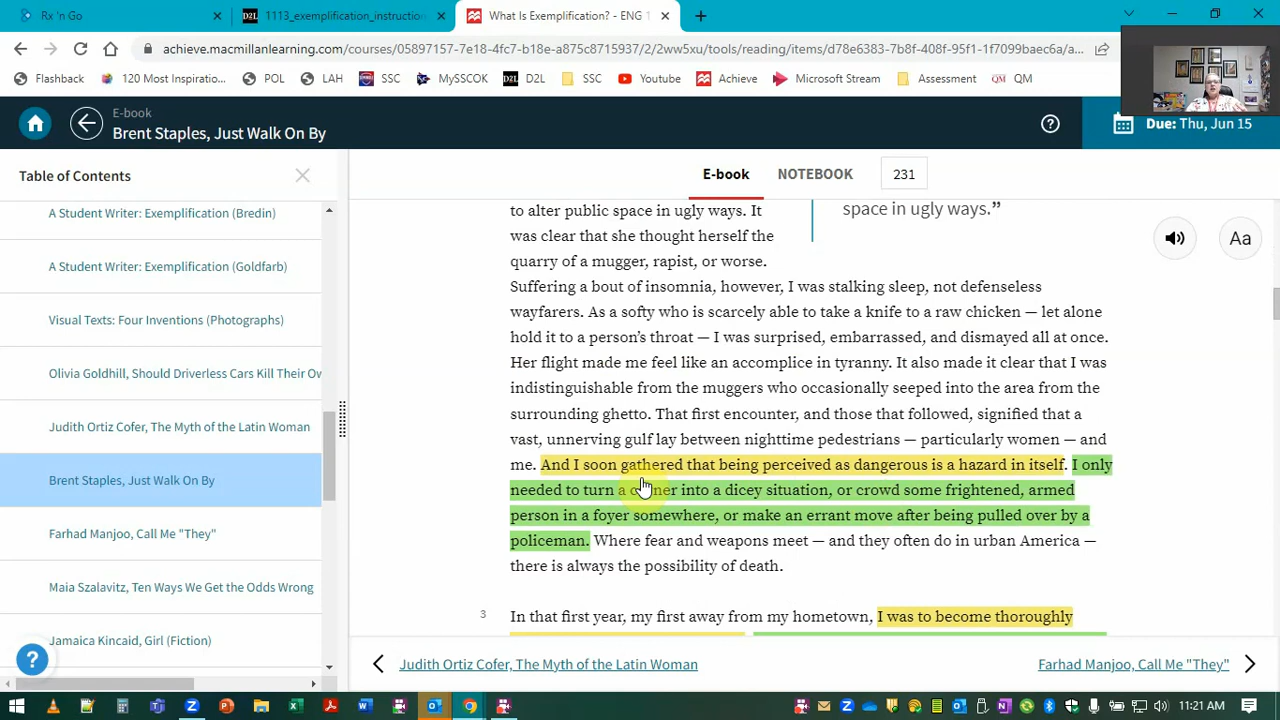 Rx 'n Go
1113_exemplification_instructio
What Is Exemplification? - ENG 1
achieve.macmillanlearning.com/courses/05897157-7e18-4fc7-b18e-a875c8715937/2/2ww5xu/tools/reading/items/d78e6383-7b8f-408f-95f1-1f7099baec6a/a...
Flashback
120 Most Inspiratio...
POL
LAH
SSC
MySSCOK
D2L
SSC
Youtube
Achieve
Microsoft Stream
Assessment
QM
E-book
Brent Staples, Just Walk On By
Due: Thu, Jun 15
Table of Contents
A Student Writer: Exemplification (Bredin)
A Student Writer: Exemplification (Goldfarb)
Visual Texts: Four Inventions (Photographs)
Olivia Goldhill, Should Driverless Cars Kill Their Ow
Judith Ortiz Cofer, The Myth of the Latin Woman
Brent Staples, Just Walk On By
Farhad Manjoo, Call Me "They"
Maia Szalavitz, Ten Ways We Get the Odds Wrong
Jamaica Kincaid, Girl (Fiction)
E-book
NOTEBOOK
231
Aa
to alter public space in ugly ways. It
space in ugly ways.”
was clear that she thought herself the
quarry of a mugger, rapist, or worse.
Suffering a bout of insomnia, however, I was stalking sleep, not defenseless
wayfarers. As a softy who is scarcely able to take a knife to a raw chicken — let alone
hold it to a person’s throat — I was surprised, embarrassed, and dismayed all at once.
Her flight made me feel like an accomplice in tyranny. It also made it clear that I was
indistinguishable from the muggers who occasionally seeped into the area from the
surrounding ghetto. That first encounter, and those that followed, signified that a
vast, unnerving gulf lay between nighttime pedestrians — particularly women — and
me. And I soon gathered that being perceived as dangerous is a hazard in itself. I only
needed to turn a corner into a dicey situation, or crowd some frightened, armed
person in a foyer somewhere, or make an errant move after being pulled over by a
policeman. Where fear and weapons meet — and they often do in urban America —
there is always the possibility of death.
3
In that first year, my first away from my hometown, I was to become thoroughly
Judith Ortiz Cofer, The Myth of the Latin Woman
Farhad Manjoo, Call Me "They"
11:21 AM